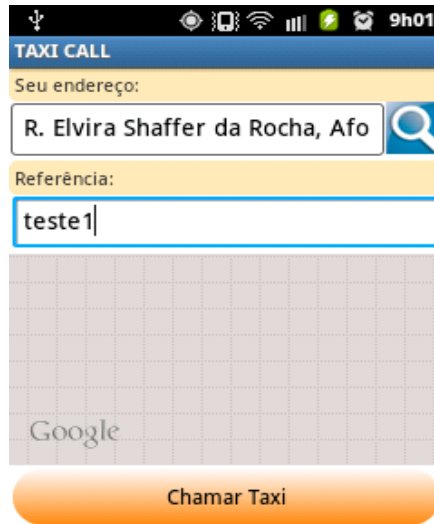 9h01
TAXI CALL
Seu endereço:
R. Elvira Shaffer da Rocha, Afo
Referência:
teste1
Google
Chamar Taxi